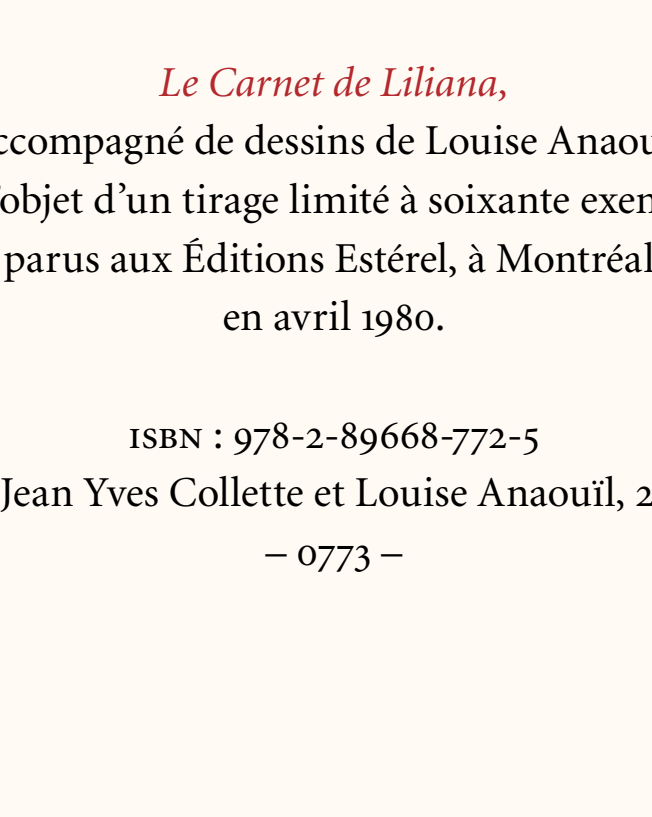 Le Carnet de Liliana,
ccompagné de dessins de Louise Anaou
'objet d’un tirage limité à soixante exem
parus aux Éditions Estérel, à Montréal
en avril 1980.
ISBN : 978-2-89668-772-5
Jean Yves Collette et Louise Anaouïl, 2
– 0773 –